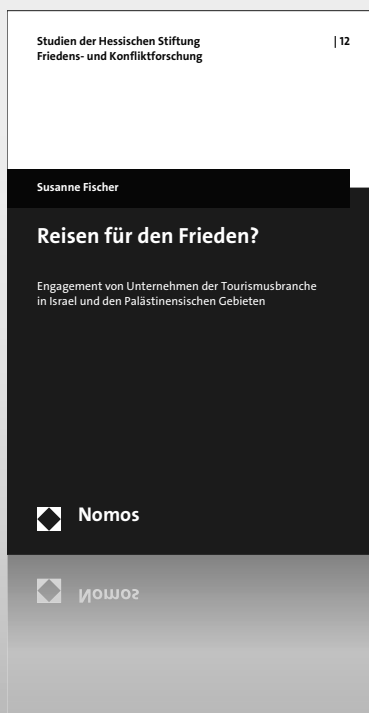 Studien der Hessischen Stiftung | 12
Friedens- und Konfliktforschung
Susanne Fischer
Reisen für den Frieden?
Engagement von Unternehmen der Tourismusbranche
in Israel und den Palästinensischen Gebieten
Nomos
Nomos